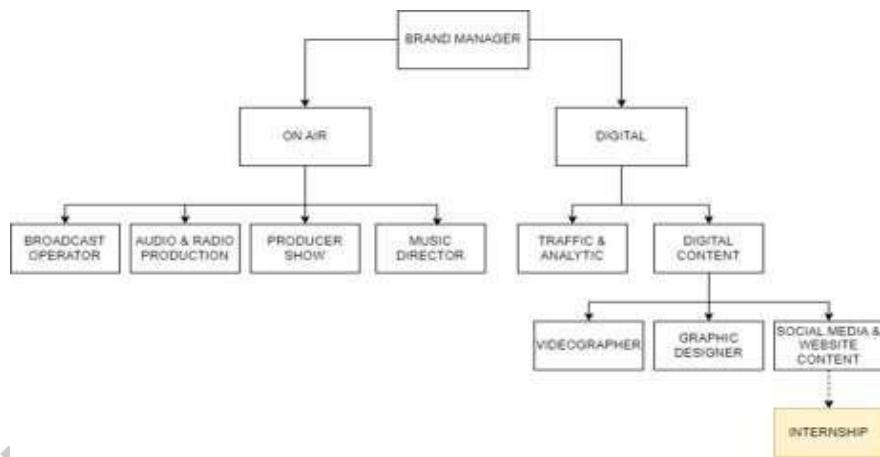 BRAND MANAGER
ON AIR
DIGITAL
BROADCAST
OPERATOR
AUDIO & RADIO
PRODUCTION
PRODUCER
SHOW
MUSIC
DIRECTOR
TRAFFIC &
ANALYTIC
DIGITAL
CONTENT
VIDEOGRAPHER
GRAPHIC
DESIGNER
SOCIAL MEDIA &
WEBSITE
CONTENT
INTERNSHIP